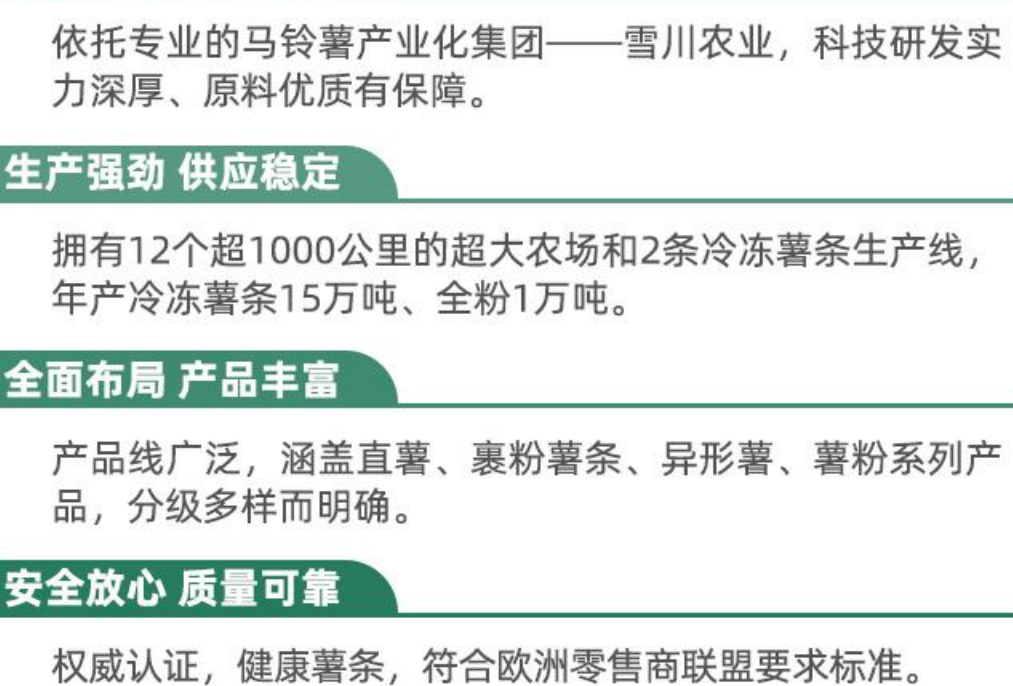 依托专业的马铃薯产业化集团——雪川农业，科技研发实
力深厚、原料优质有保障。
生产强劲 供应稳定
拥有12个超1000公里的超大农场和2条冷冻薯条生产线，
年产冷冻薯条15万吨、全粉1万吨。
全面布局 产品丰富
产品线广泛，涵盖直薯、裹粉薯条、异形薯、薯粉系列产
品，分级多样而明确。
安全放心 质量可靠
权威认证，健康薯条，符合欧洲零售商联盟要求标准。